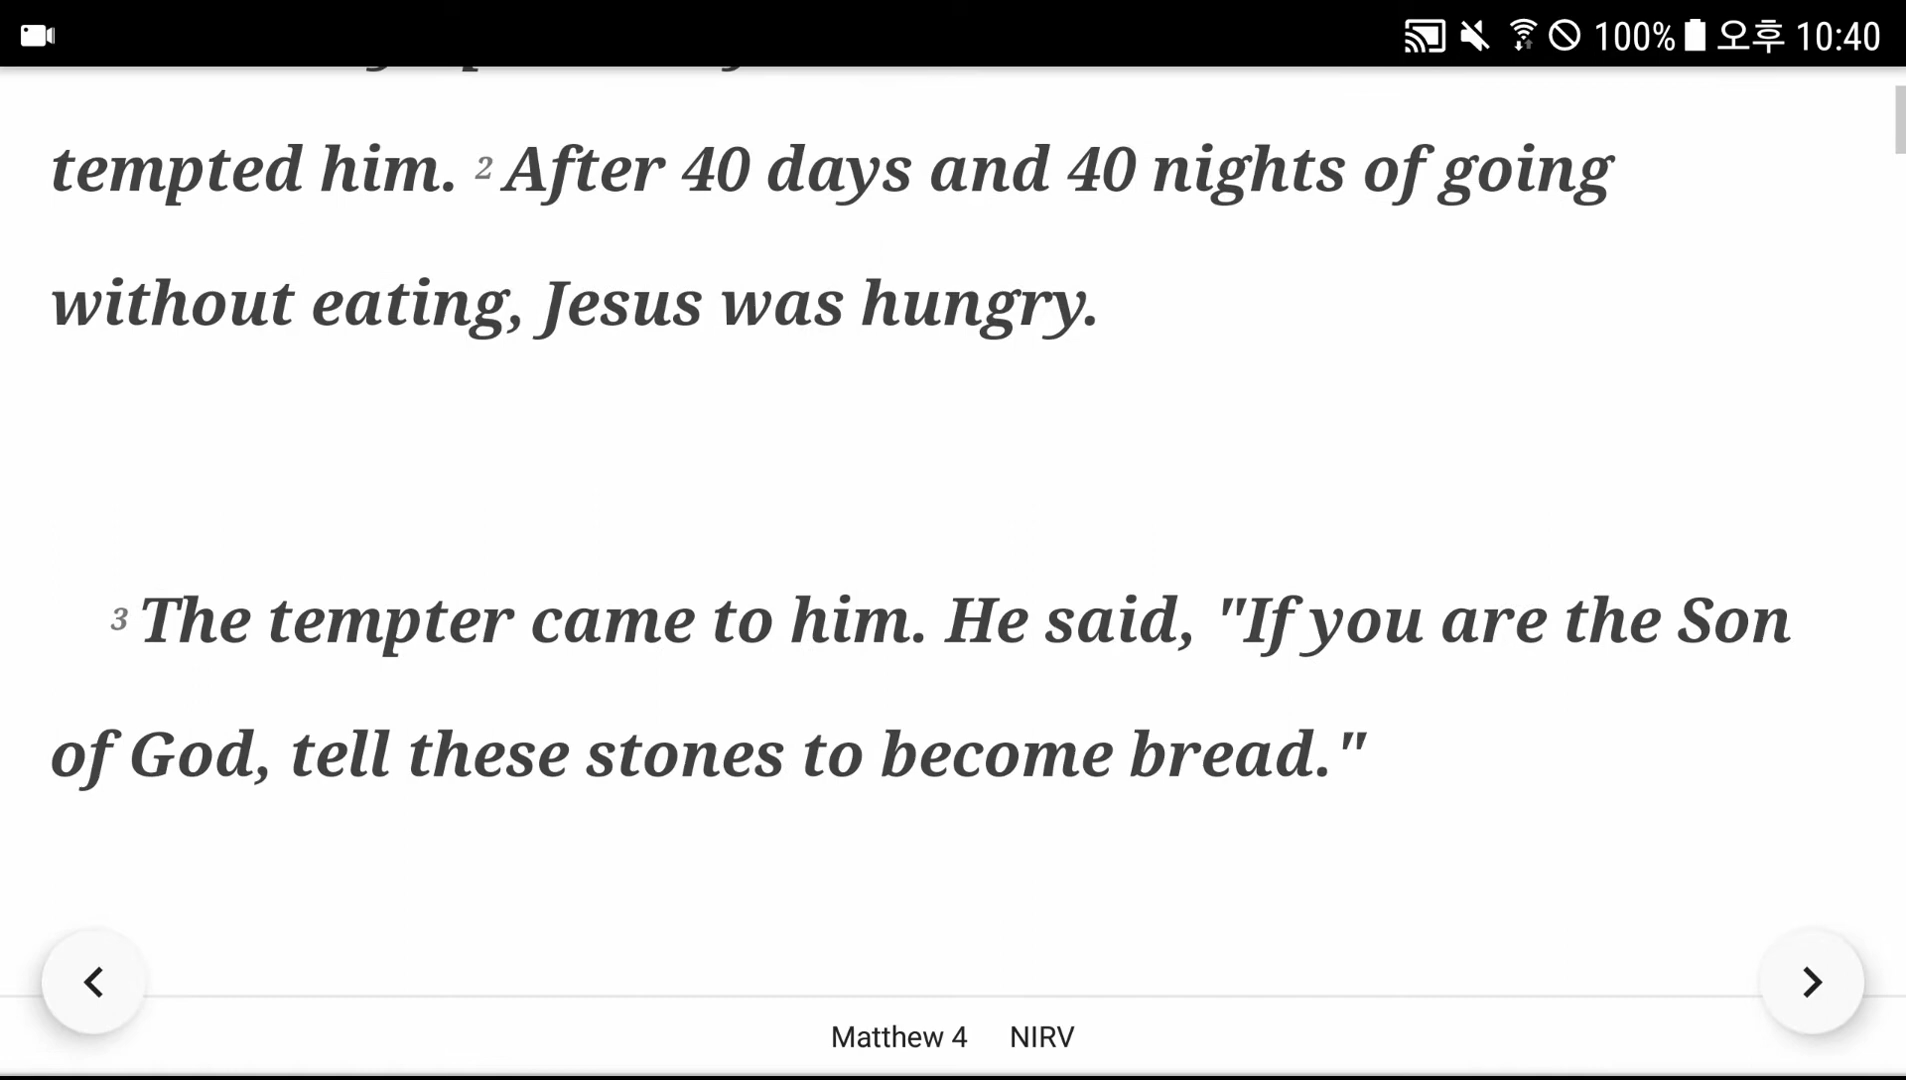 100% 오후 10:40
tempted him. 2 After 40 days and 40 nights of going
without eating, Jesus was hungry.
3 The tempter came to him. He said, "If you are the Son
of God, tell these stones to become bread."
Matthew 4 NIRV